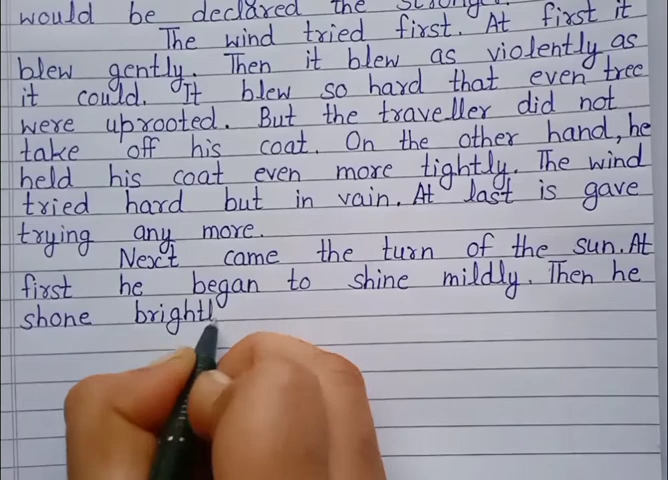 would be declared the
The wind tried first. At first it
blew gently. Then it blew as violently as
it could. It blew so hard that even tree
were uprooted. But the traveller did not
take off his coat. On the other hand, he
held his coat even more tightly. The wind
tried hard but in vain. At last is gave
trying any more.
Next came the turn of the sun. At
first he began to shine mildly. Then he
shone brightl